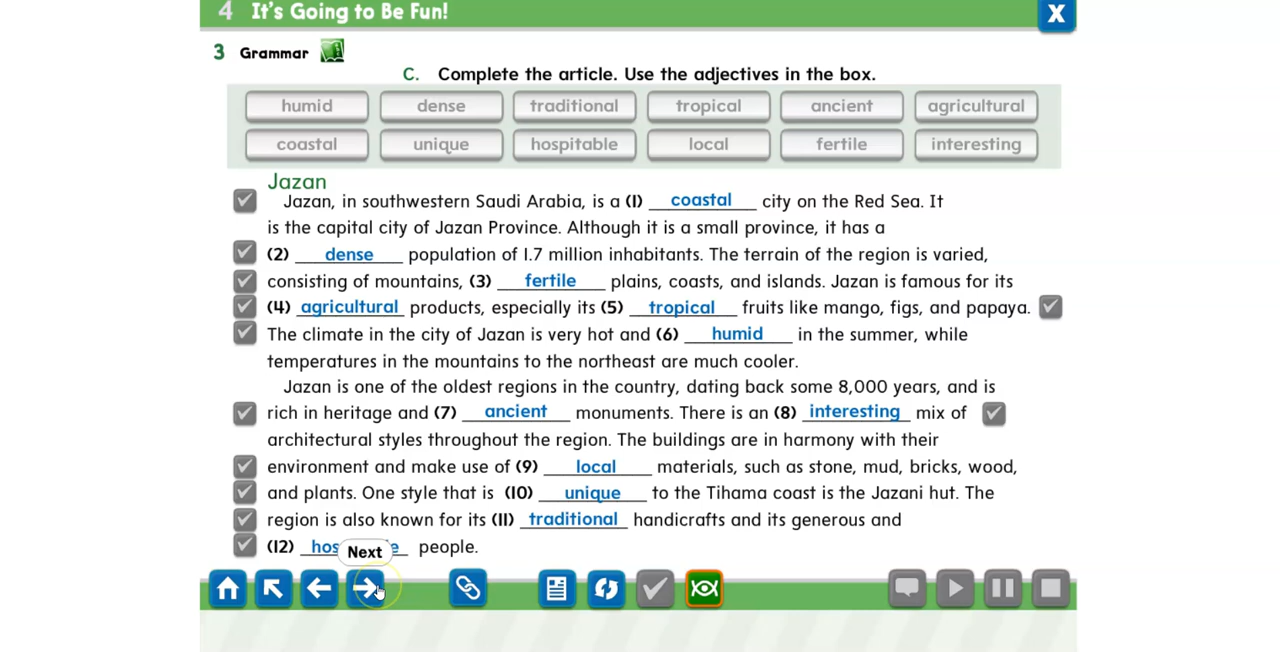 4 It's Going to Be Fun!
X
3 Grammar
C. Complete the article. Use the adjectives in the box.
humid dense traditional tropical ancient agricultural
coastal unique hospitable local fertile interesting
Jazan
Jazan, in southwestern Saudi Arabia, is a (1) coastal city on the Red Sea. It
is the capital city of Jazan Province. Although it is a small province, it has a
(2) dense population of 1.7 million inhabitants. The terrain of the region is varied,
consisting of mountains, (3) fertile plains, coasts, and islands. Jazan is famous for its
(4) agricultural products, especially its (5) tropical fruits like mango, figs, and papaya.
The climate in the city of Jazan is very hot and (6) humid in the summer, while
temperatures in the mountains to the northeast are much cooler.
Jazan is one of the oldest regions in the country, dating back some 8,000 years, and is
rich in heritage and (7) ancient monuments. There is an (8) interesting mix of
architectural styles throughout the region. The buildings are in harmony with their
environment and make use of (9) local materials, such as stone, mud, bricks, wood,
and plants. One style that is (10) unique to the Tihama coast is the Jazani hut. The
region is also known for its (11) traditional handicrafts and its generous and
(12) people.
Next